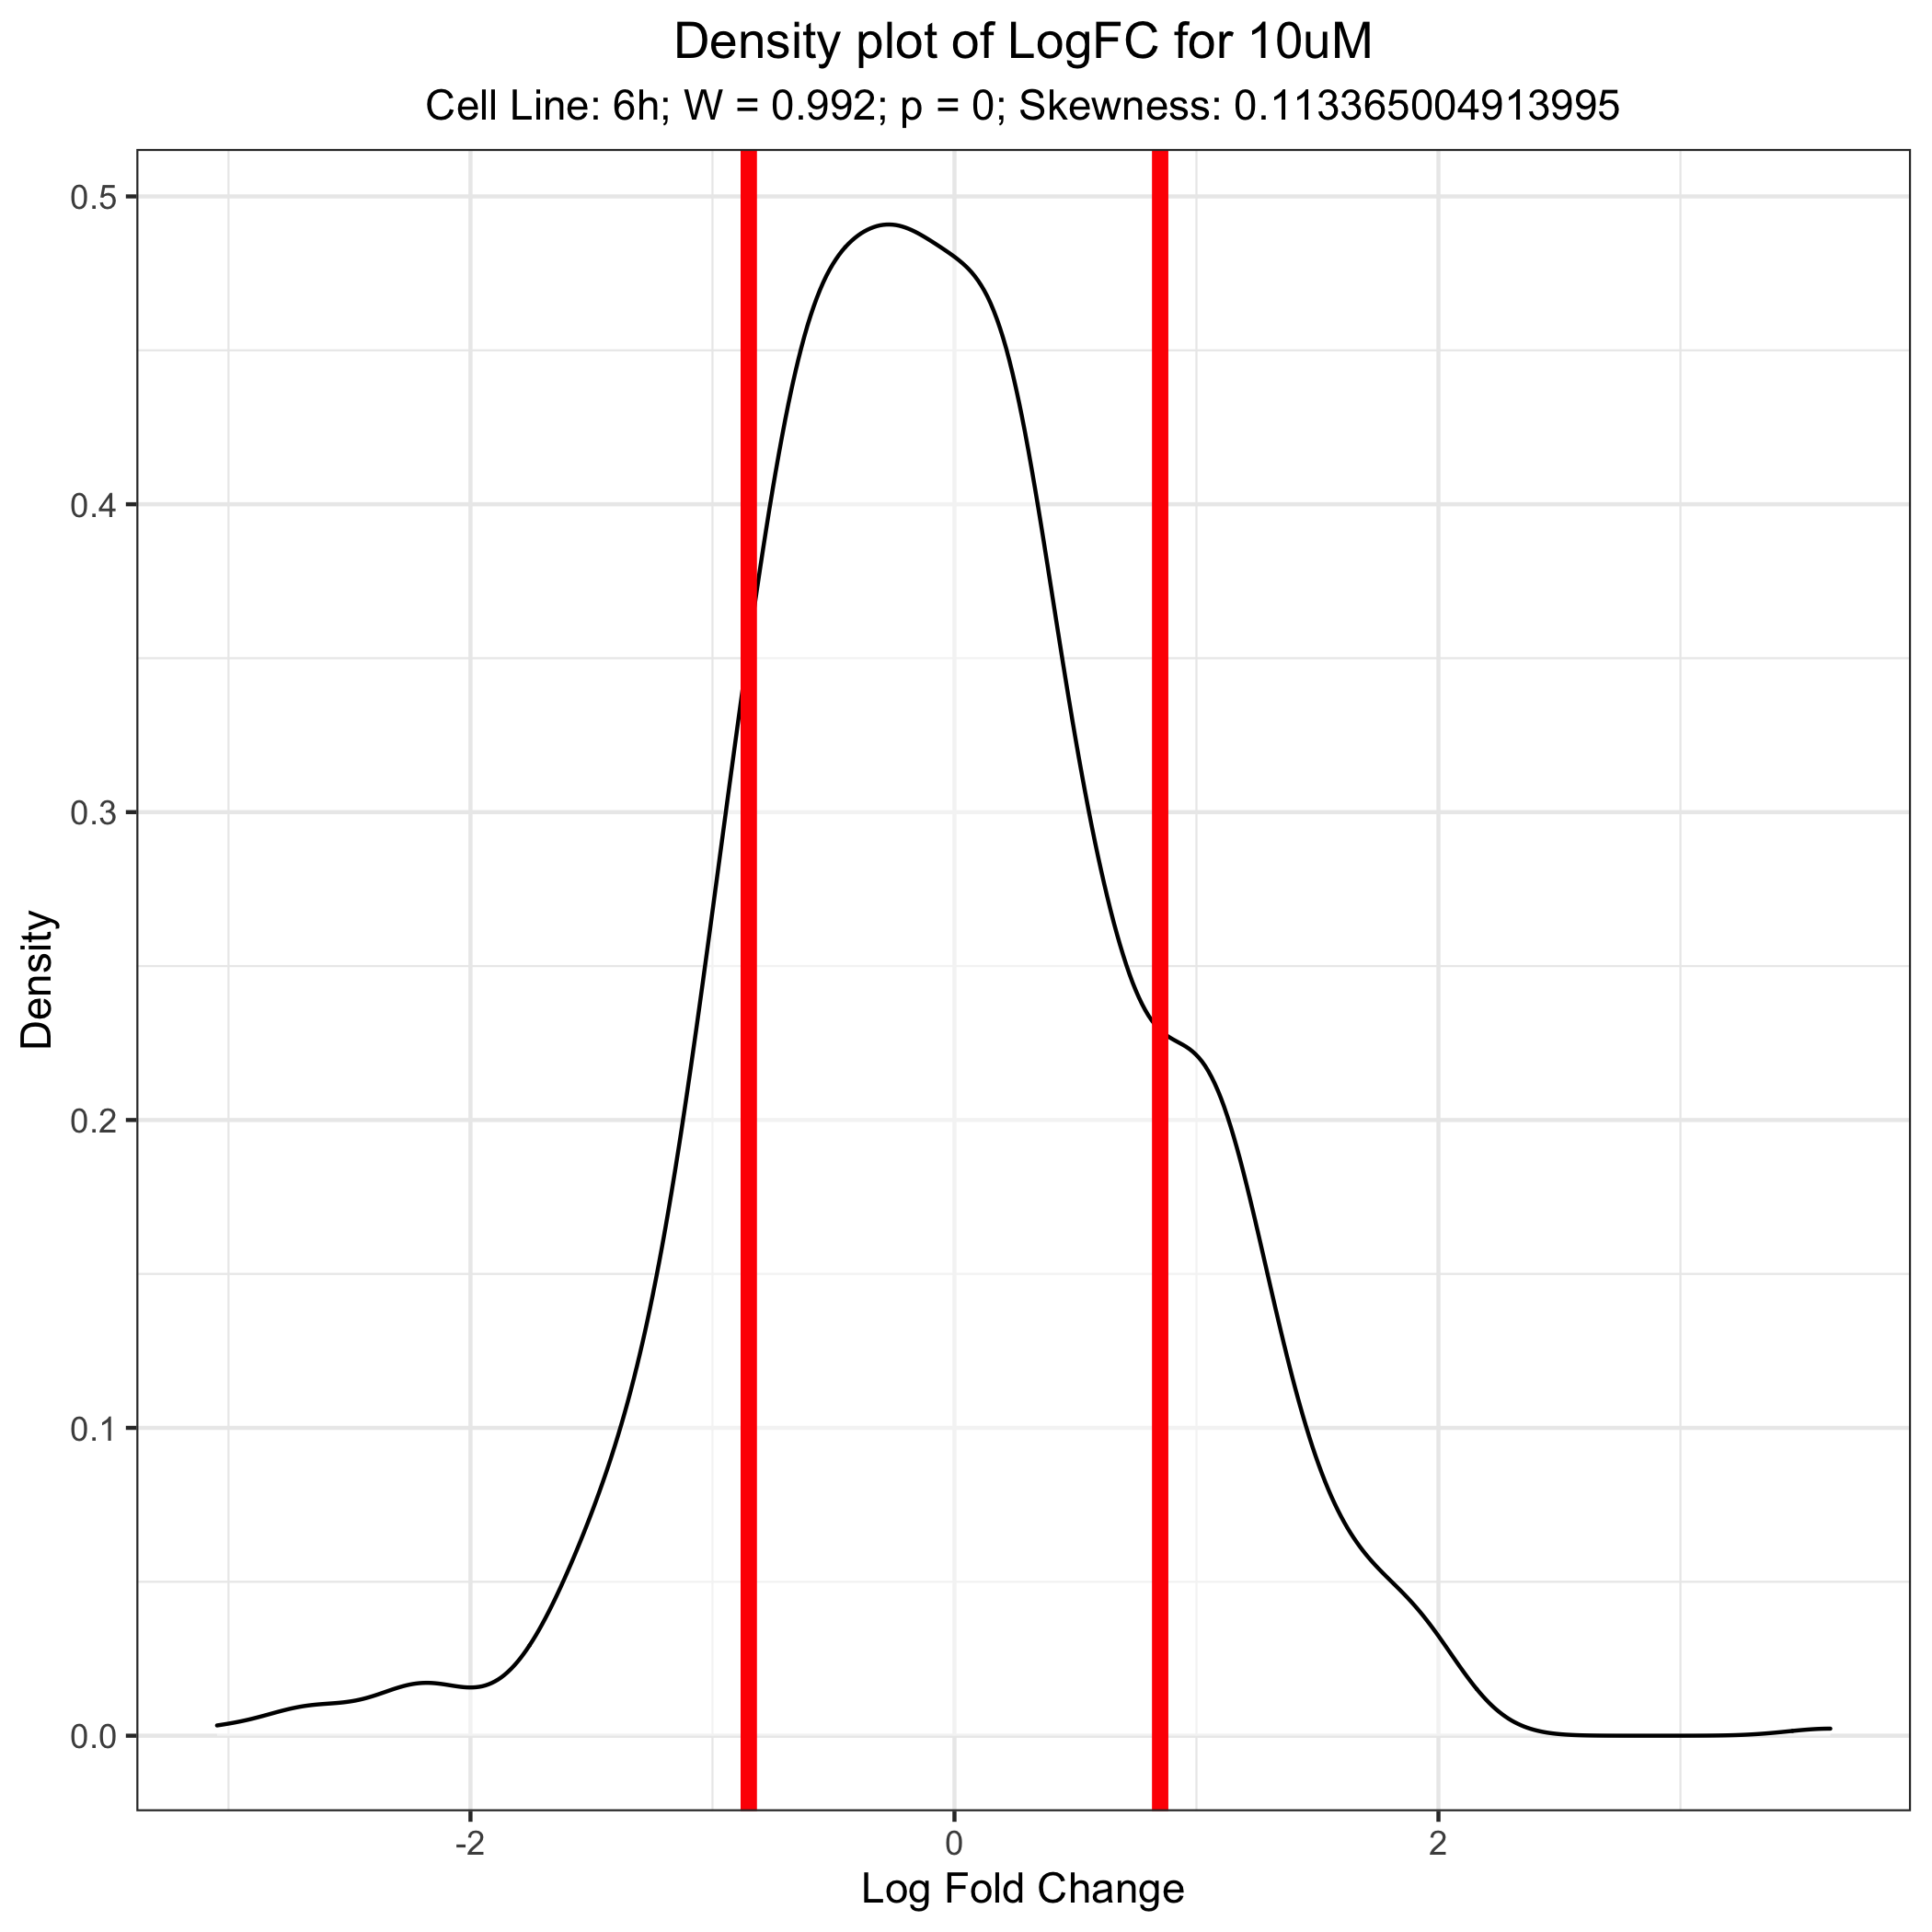 Density plot of LogFC for 10uM
Cell Line: 6h; W = 0.992; p = 0; Skewness: 0.113365004913995
0.5
0.4
0.3
0.2
0.1
0.0
Density
-2 0 2
Log Fold Change